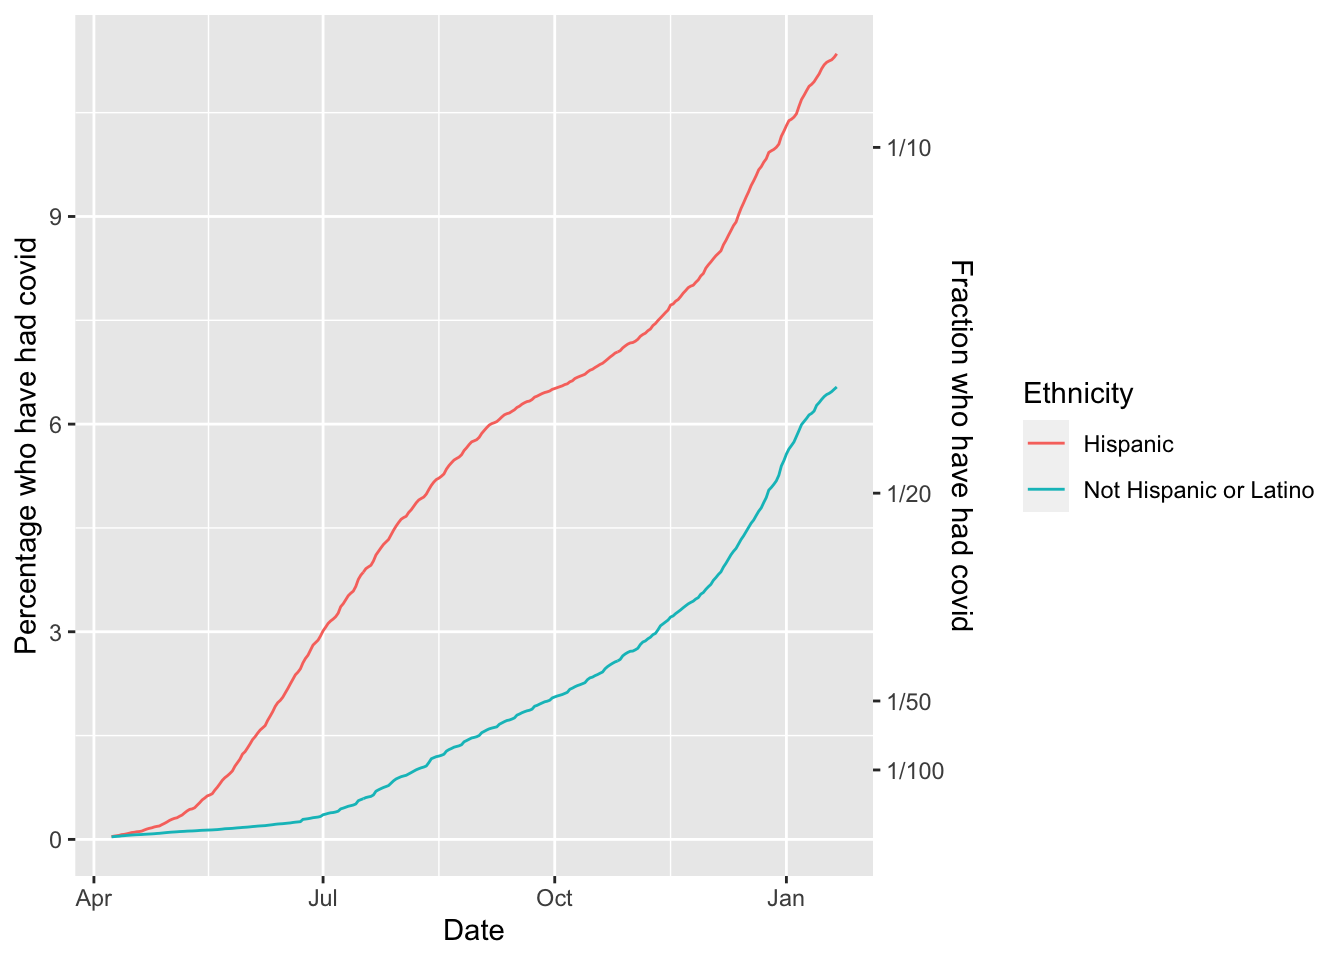 Percentage who have had covid
9
6
3
0
Apr
Jul
Oct
Jan
Date
1/10
1/20
1/50
1/100
Fraction who have had covid
Ethnicity
Hispanic
Not Hispanic or Latino